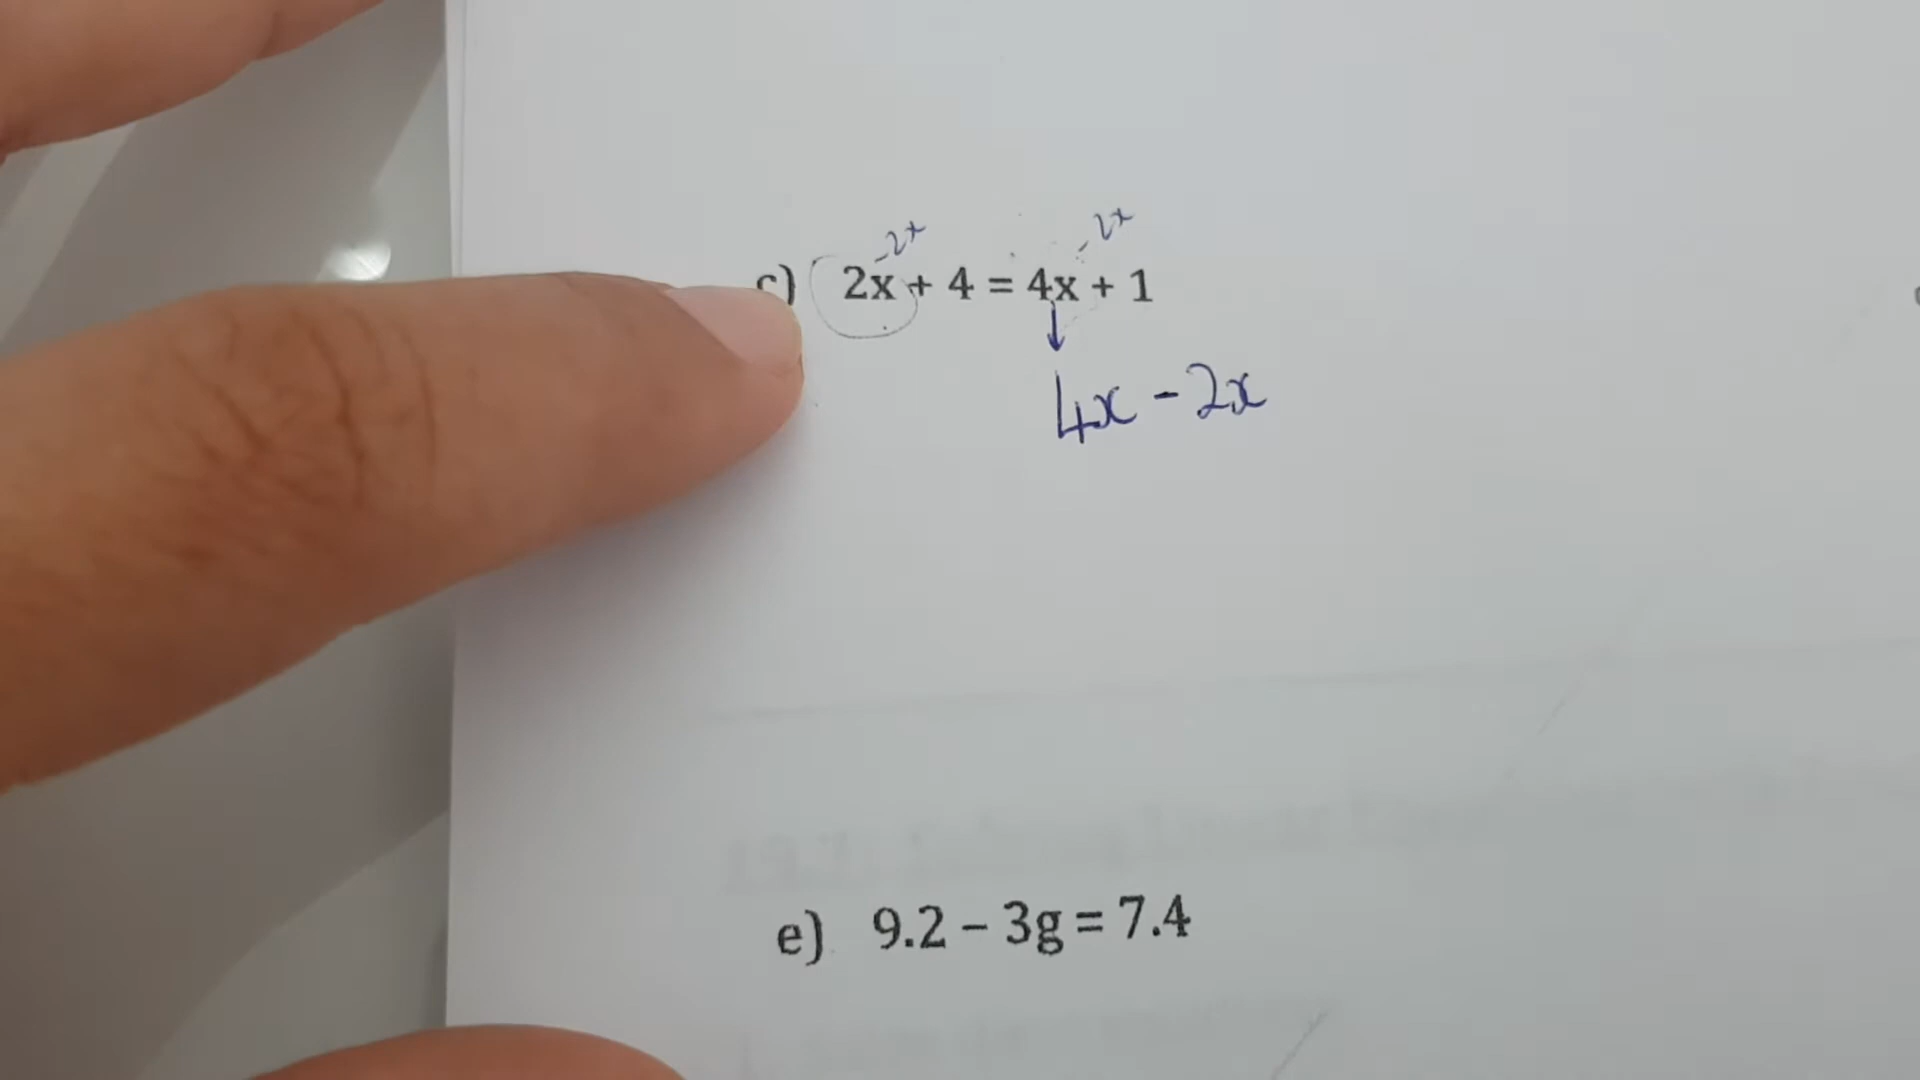 -2x -2x
c) 2x + 4 = 4x + 1
4x - 2x
e) 9.2 – 3g = 7.4